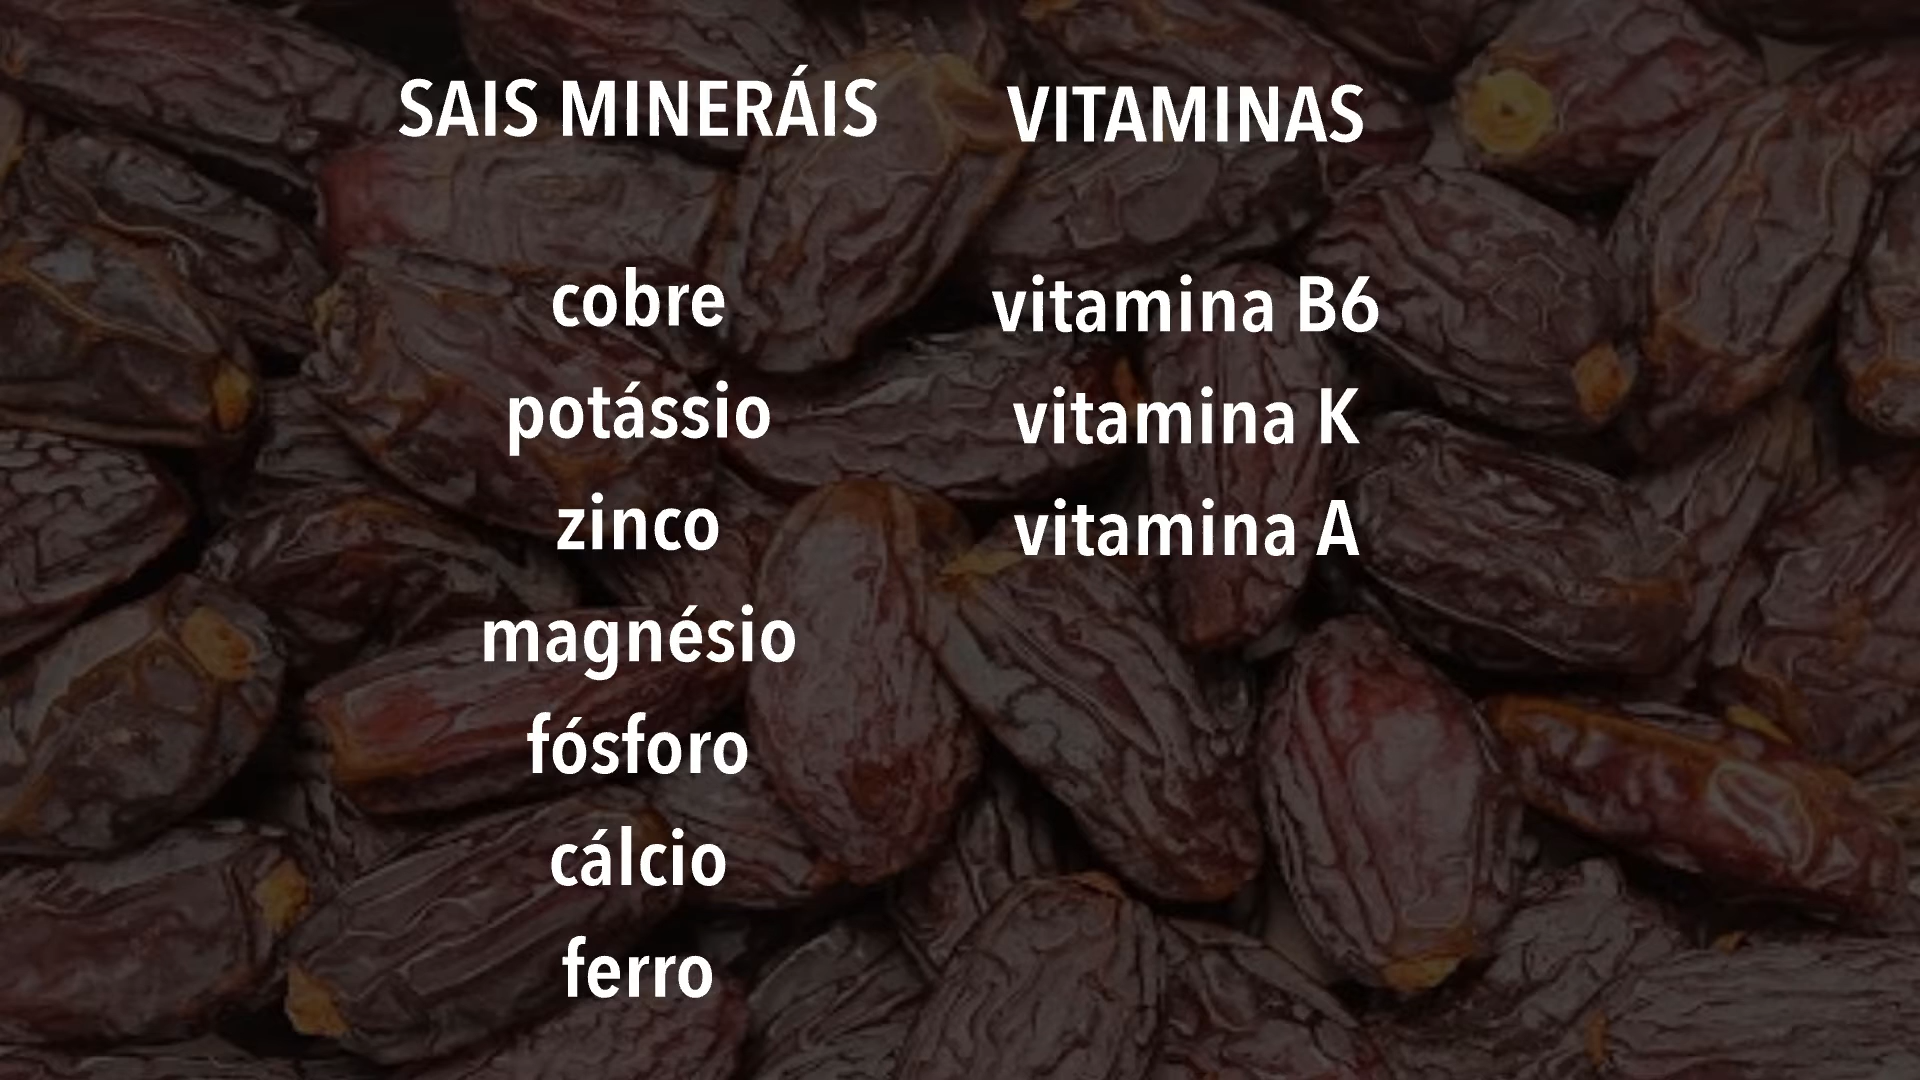 SAIS MINERÁIS
cobre
potássio
zinco
magnésio
fósforo
cálcio
ferro
VITAMINAS
vitamina B6
vitamina K
vitamina A